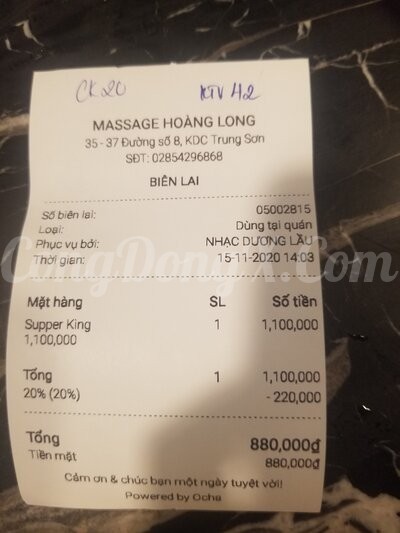 CK 20 KTV 42
MASSAGE HOÀNG LONG
35 - 37 Đường số 8, KDC Trung Sơn
SĐT: 02854296868
BIÊN LAI
Số biên lai: 05002815
Loại: Dùng tại quán
Phục vụ bởi: NHẠC DƯƠNG LẦU
Thời gian: 15-11-2020 14:03
CongDongX.Com
Mặt hàng SL Số tiền
Supper King 1 1,100,000
1,100,000
Tổng 1 1,100,000
20% (20%) - 220,000
Tổng 880,000₫
Tiền mặt 880,000₫
Cảm ơn & chúc bạn một ngày tuyệt vời!
Powered by Ocha